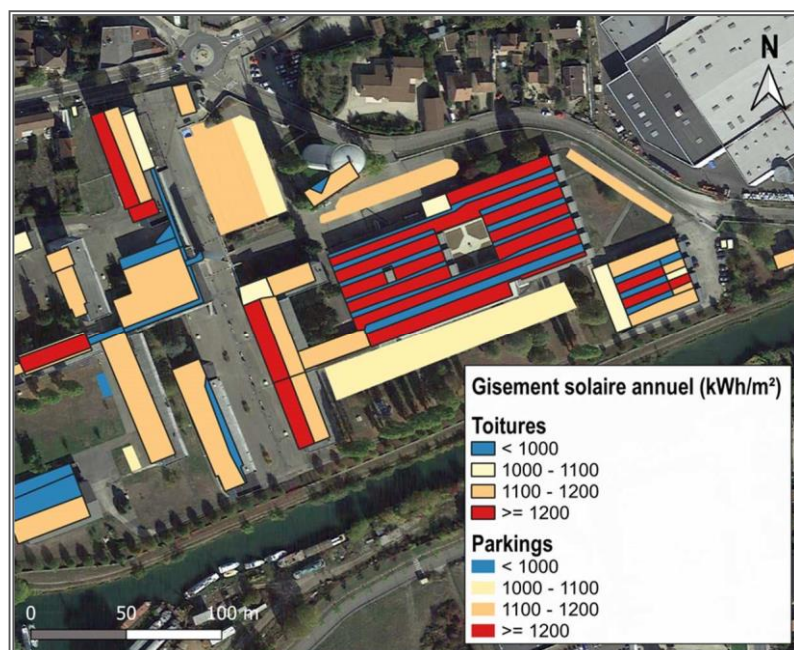 N
Gisement solaire annuel (kWh/m²)
Toitures
< 1000
1000 - 1100
1100 - 1200
>= 1200
Parkings
< 1000
1000 - 1100
1100 - 1200
>= 1200
0 50 100 m